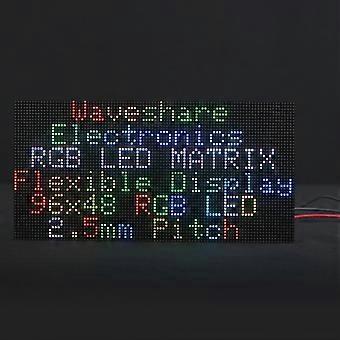 Waveshare
Electronics
RGB LED MATRIX
Flexible Display
96x48 RGB LED
2.5mm Pitch